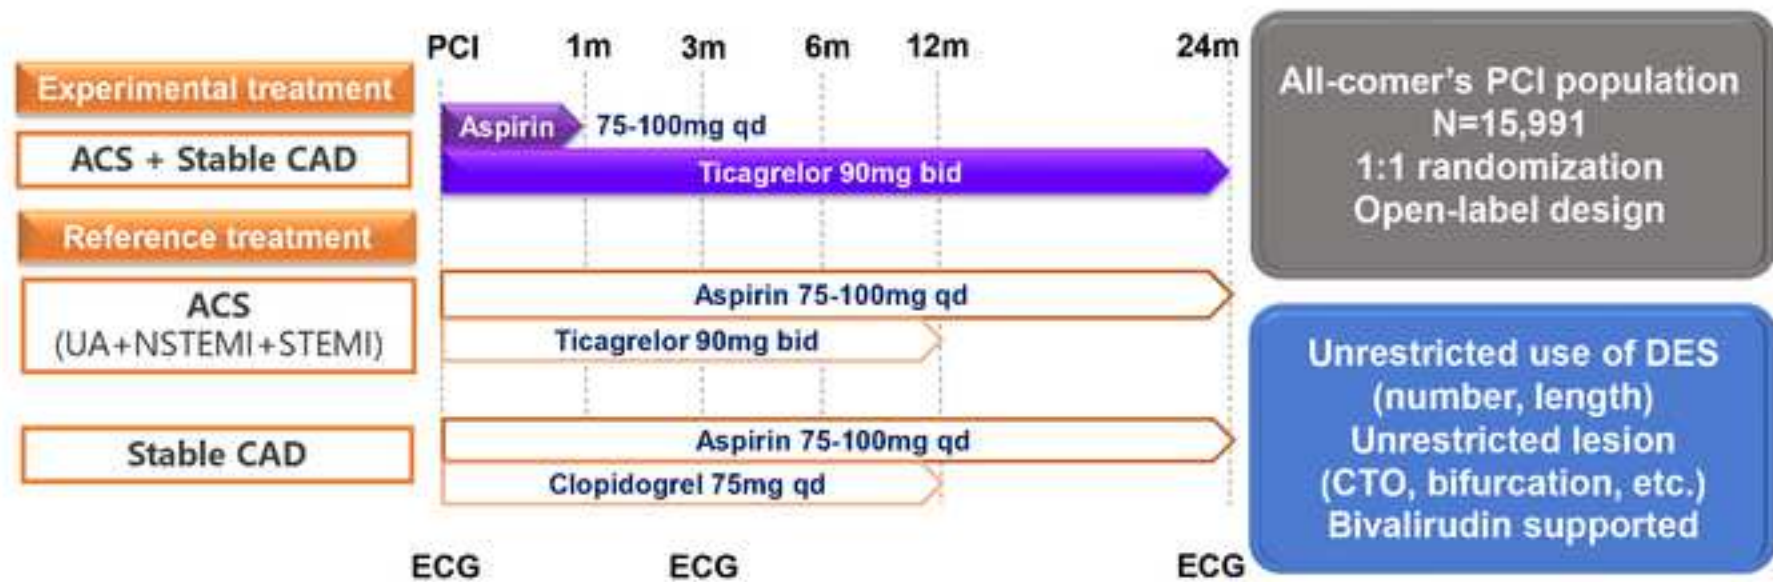 PCI 1m 3m 6m 12m 24m
Experimental treatment
Aspirin 75-100mg qd
ACS + Stable CAD
Ticagrelor 90mg bid
Reference treatment
ACS
(UA+NSTEMI+STEMI)
Aspirin 75-100mg qd
Ticagrelor 90mg bid
Stable CAD
Aspirin 75-100mg qd
Clopidogrel 75mg qd
ECG ECG ECG
All-comer's PCI population
N=15,991
1:1 randomization
Open-label design
Unrestricted use of DES
(number, length)
Unrestricted lesion
(CTO, bifurcation, etc.)
Bivalirudin supported